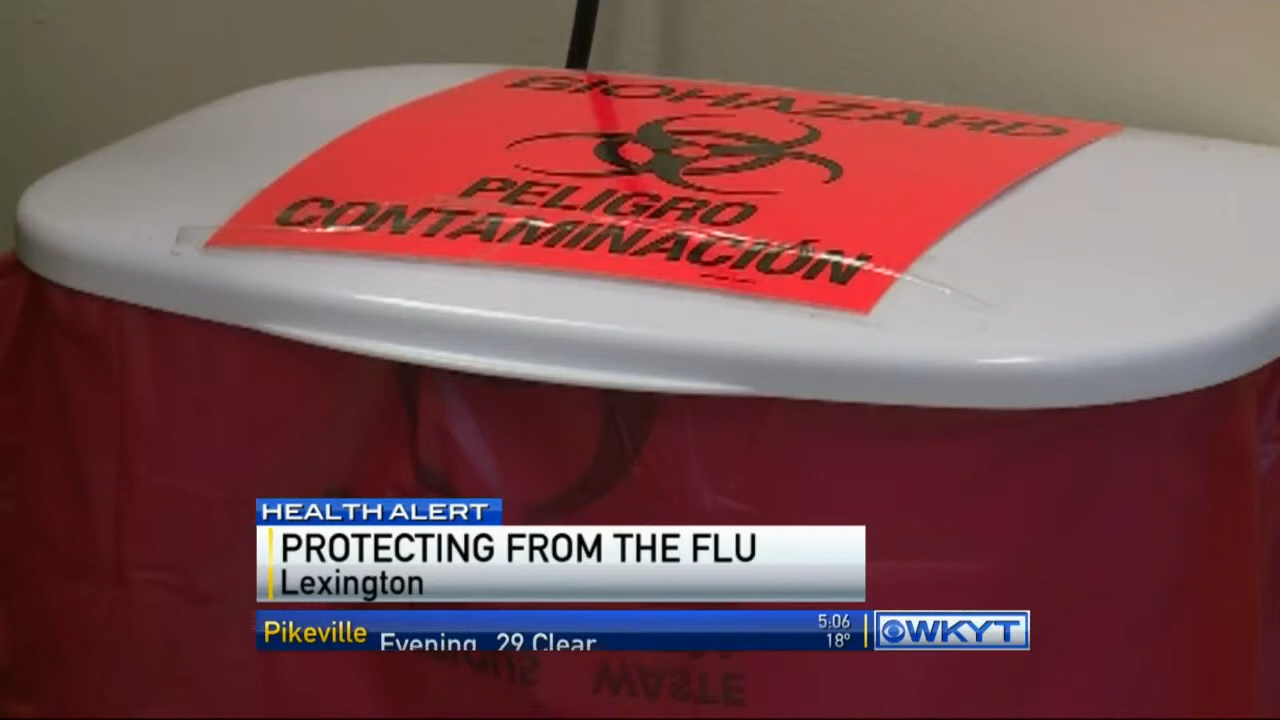 BIOHAZARD
PELIGRO
CONTAMINACIÓN
HEALTH ALERT
PROTECTING FROM THE FLU
Lexington
Pikeville Evening 29 Clear 5:06
18°
WKYT
WASTE